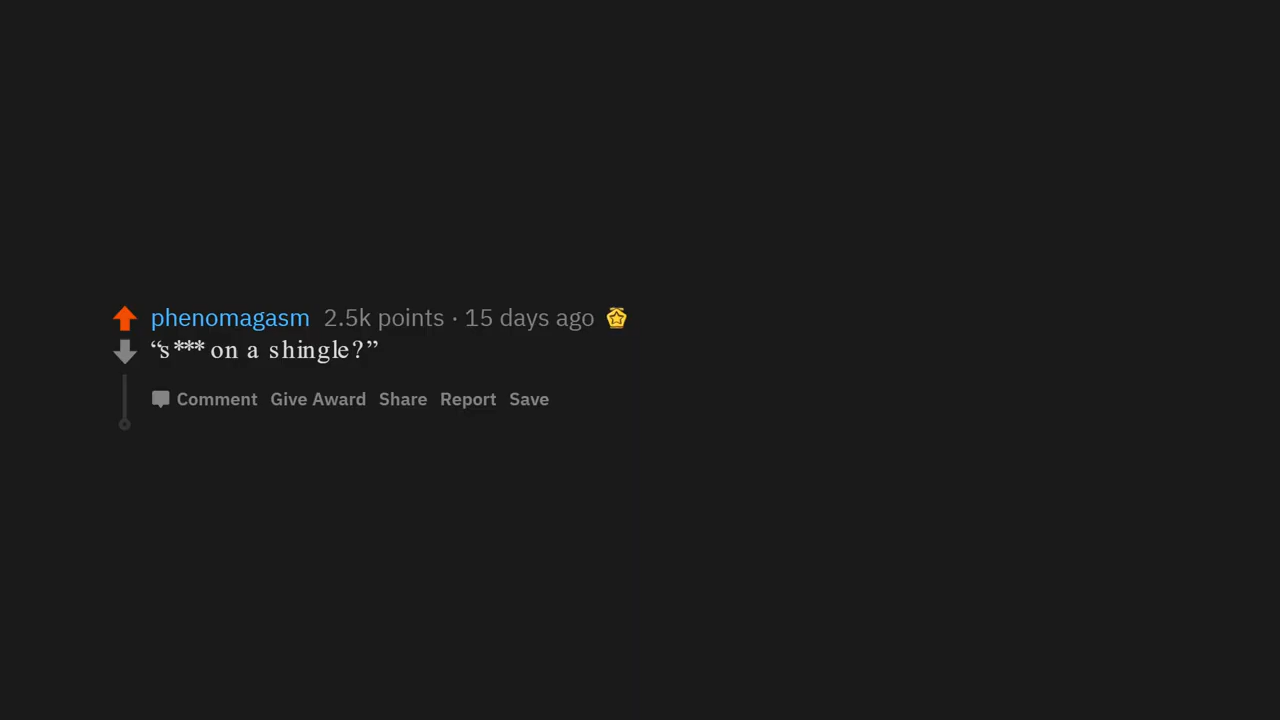 phenomagasm 2.5k points · 15 days ago
“s*** on a shingle?”
Comment Give Award Share Report Save